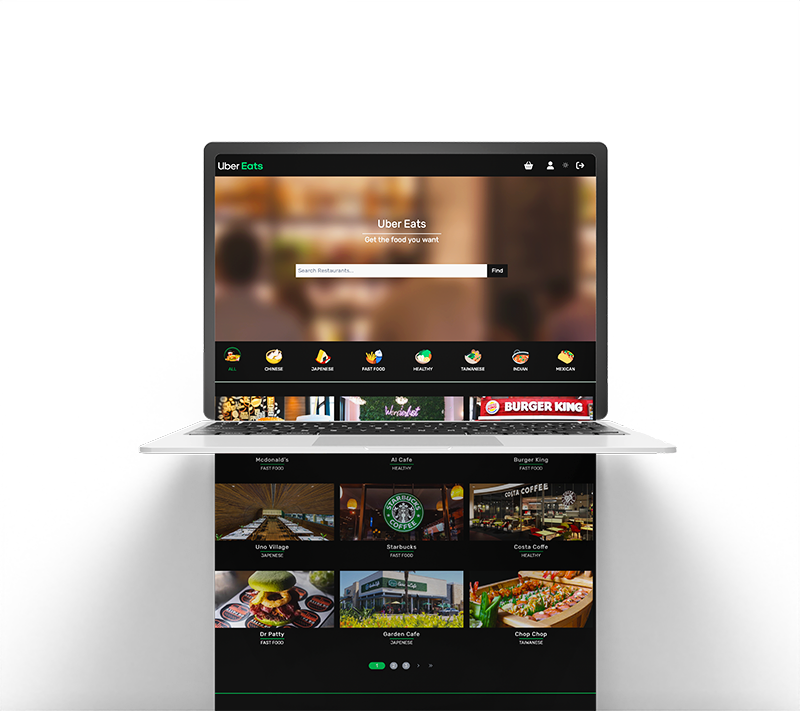 Uber Eats
Uber Eats
Get the food you want
Search Restaurants...
Find
ALL
CHINESE
JAPENESE
FAST FOOD
HEALTHY
TAIWANESE
INDIAN
MEXICAN
BURGER KING
Mcdonald's
FAST FOOD
Al Cafe
HEALTHY
Burger King
FAST FOOD
STARBUCKS
COFFEE
COSTA COFFEE
Uno Village
JAPENESE
Starbucks
FAST FOOD
Costa Coffe
HEALTHY
Dr Patty
FAST FOOD
Garden Cafe
JAPENESE
Chop Chop
TAIWANESE
1 2 3 › »